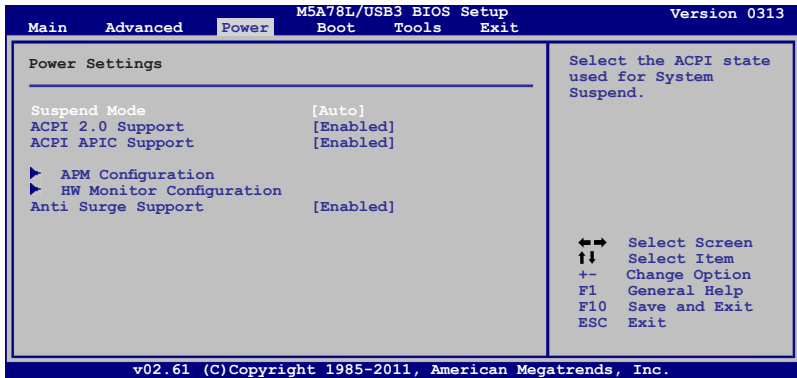 M5A78L/USB3 BIOS Setup Version 0313
Main Advanced Power Boot Tools Exit
Power Settings
Suspend Mode [Auto]
ACPI 2.0 Support [Enabled]
ACPI APIC Support [Enabled]
APM Configuration
HW Monitor Configuration
Anti Surge Support [Enabled]
Select the ACPI state
used for System
Suspend.
←→ Select Screen
↑↓ Select Item
+- Change Option
F1 General Help
F10 Save and Exit
ESC Exit
v02.61 (C)Copyright 1985-2011, American Megatrends, Inc.